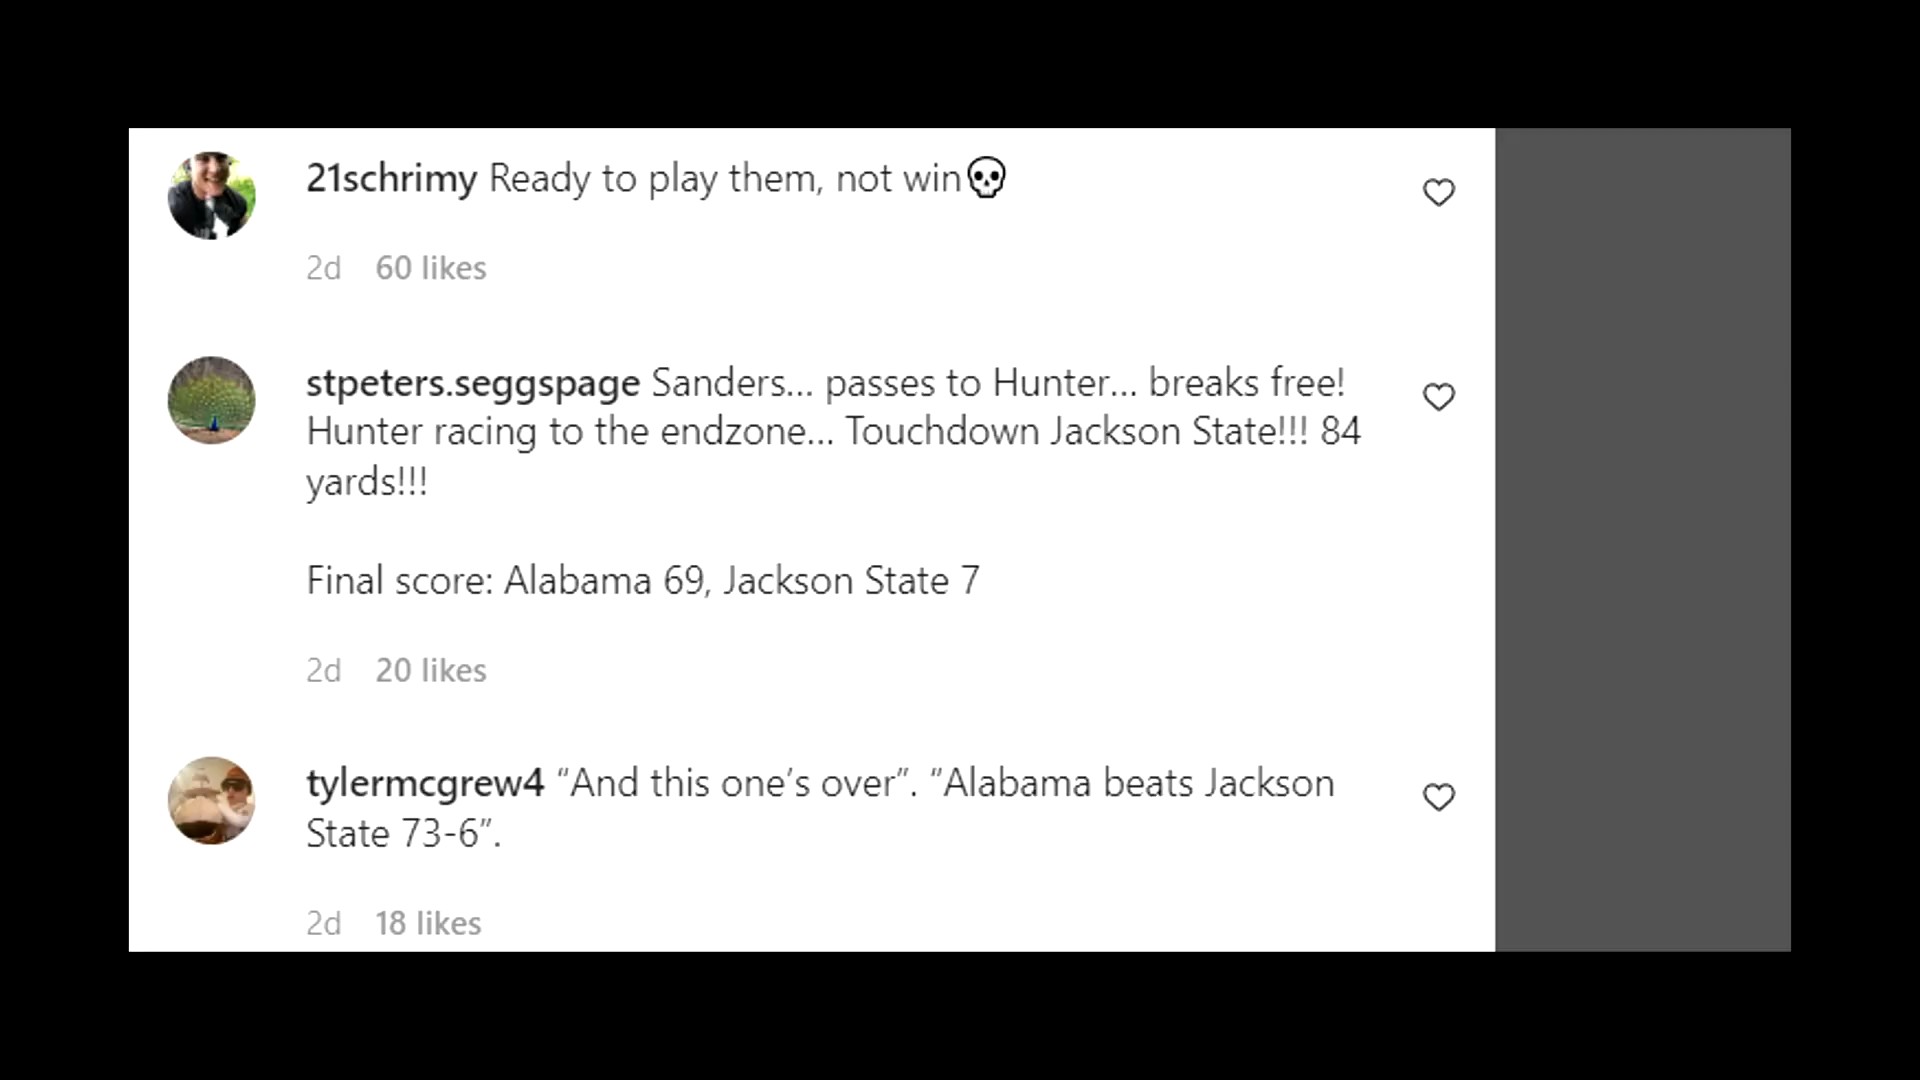 21schrimy Ready to play them, not win💀
2d 60 likes
stpeters.seggspage Sanders... passes to Hunter... breaks free!
Hunter racing to the endzone... Touchdown Jackson State!!! 84
yards!!!
Final score: Alabama 69, Jackson State 7
2d 20 likes
tylermcgrew4 “And this one’s over”. “Alabama beats Jackson
State 73-6”.
2d 18 likes